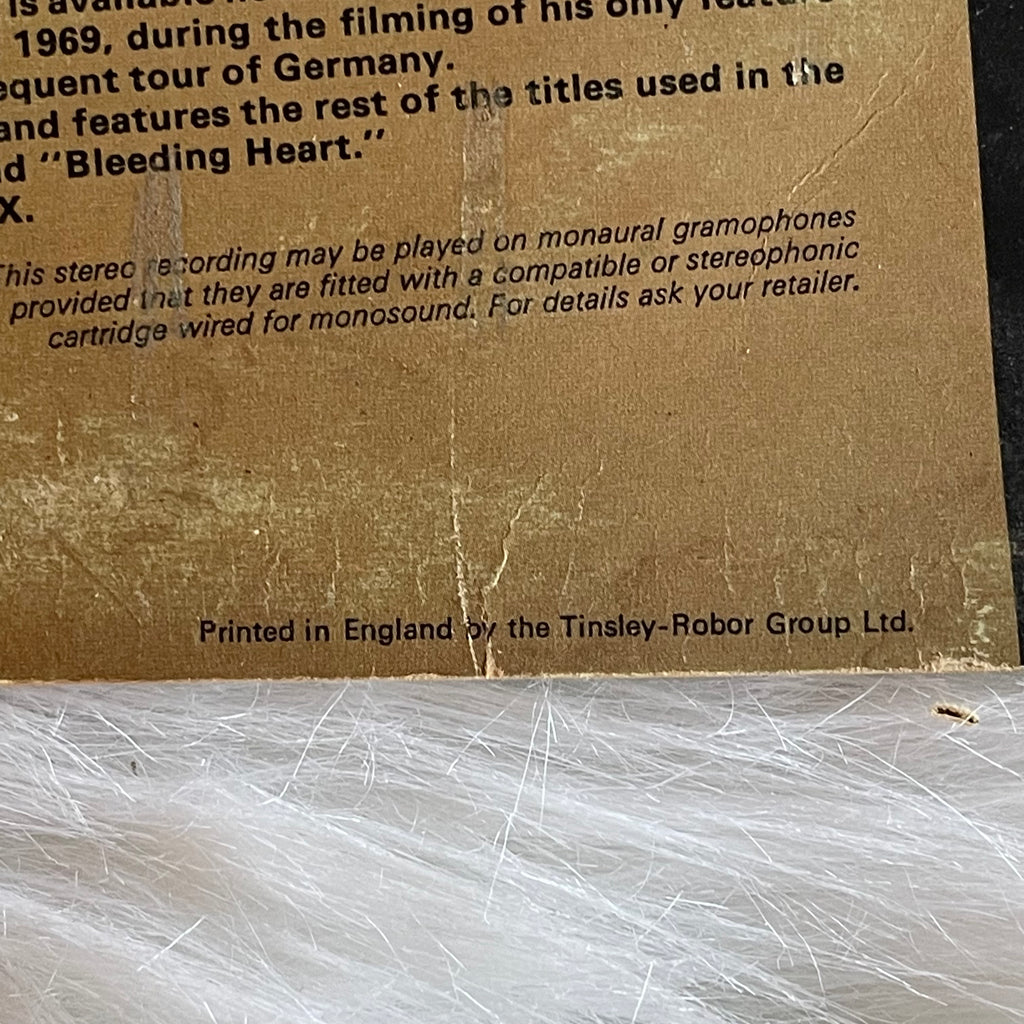 is available
1969, during the filming of his only feature
equent tour of Germany.
and features the rest of the titles used in the
d "Bleeding Heart."
X.
This stereo recording may be played on monaural gramophones
provided that they are fitted with a compatible or stereophonic
cartridge wired for monosound. For details ask your retailer.
Printed in England by the Tinsley-Robor Group Ltd.